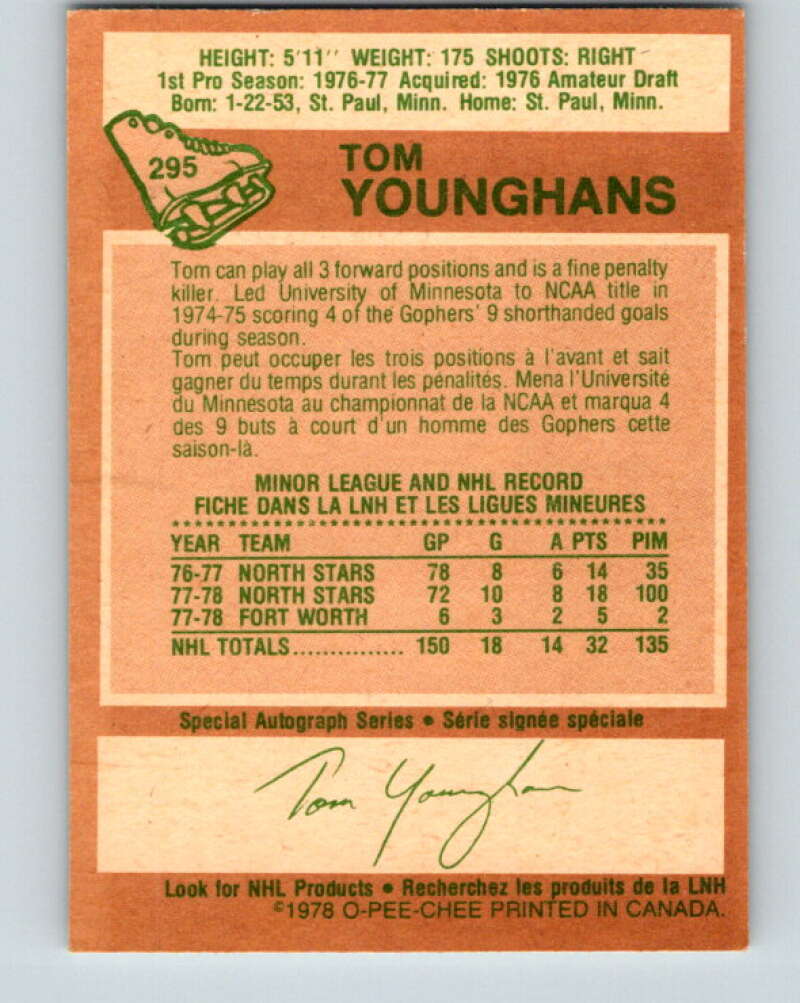 HEIGHT: 5'11'' WEIGHT: 175 SHOOTS: RIGHT
1st Pro Season: 1976-77 Acquired: 1976 Amateur Draft
Born: 1-22-53, St. Paul, Minn. Home: St. Paul, Minn.
295
TOM
YOUNGHANS
Tom can play all 3 forward positions and is a fine penalty
killer. Led University of Minnesota to NCAA title in
1974-75 scoring 4 of the Gophers' 9 shorthanded goals
during season.
Tom peut occuper les trois positions à l'avant et sait
gagner du temps durant les pénalités. Mena l'Université
du Minnesota au championnat de la NCAA et marqua 4
des 9 buts à court d'un homme des Gophers cette
saison-là.
MINOR LEAGUE AND NHL RECORD
FICHE DANS LA LNH ET LES LIGUES MINEURES
YEAR TEAM GP G A PTS PIM
76-77 NORTH STARS 78 8 6 14 35
77-78 NORTH STARS 72 10 8 18 100
77-78 FORT WORTH 6 3 2 5 2
NHL TOTALS............... 150 18 14 32 135
Special Autograph Series • Série signée spéciale
Tom Younghans
Look for NHL Products • Recherchez les produits de la LNH
©1978 O-PEE-CHEE PRINTED IN CANADA.